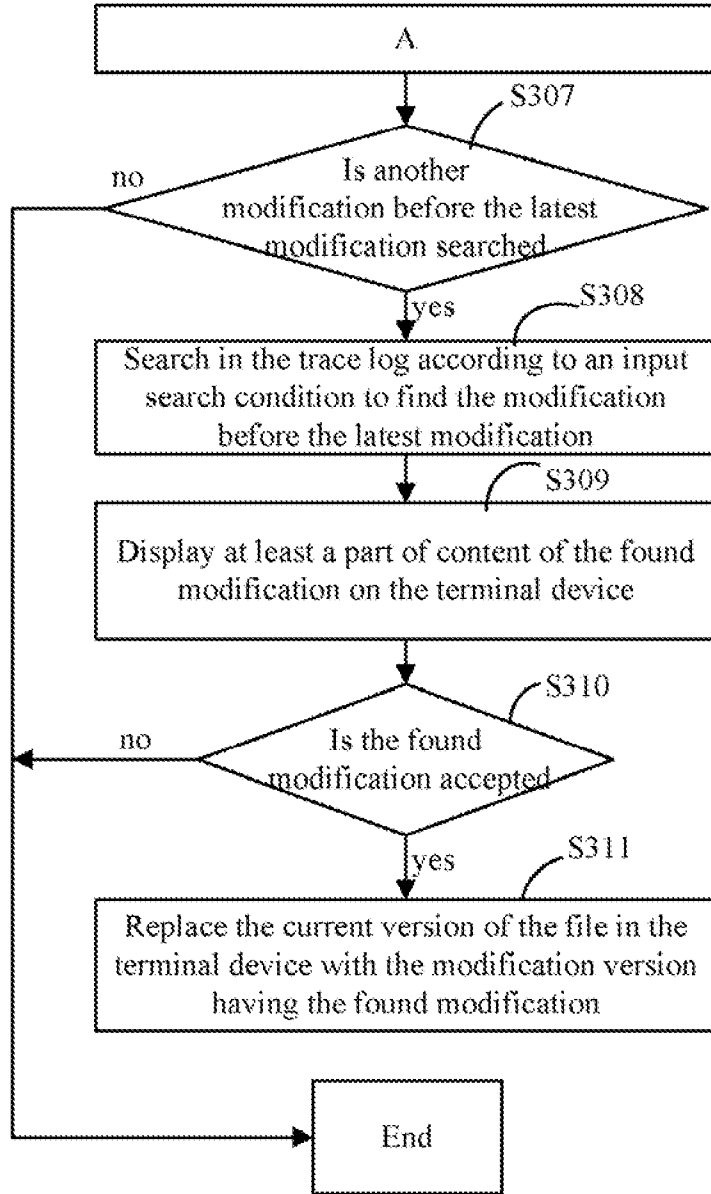 A
S307
no
Is another
modification before the latest
modification searched
yes
S308
Search in the trace log according to an input
search condition to find the modification
before the latest modification
S309
Display at least a part of content of the found
modification on the terminal device
S310
no
Is the found
modification accepted
yes
S311
Replace the current version of the file in the
terminal device with the modification version
having the found modification
End